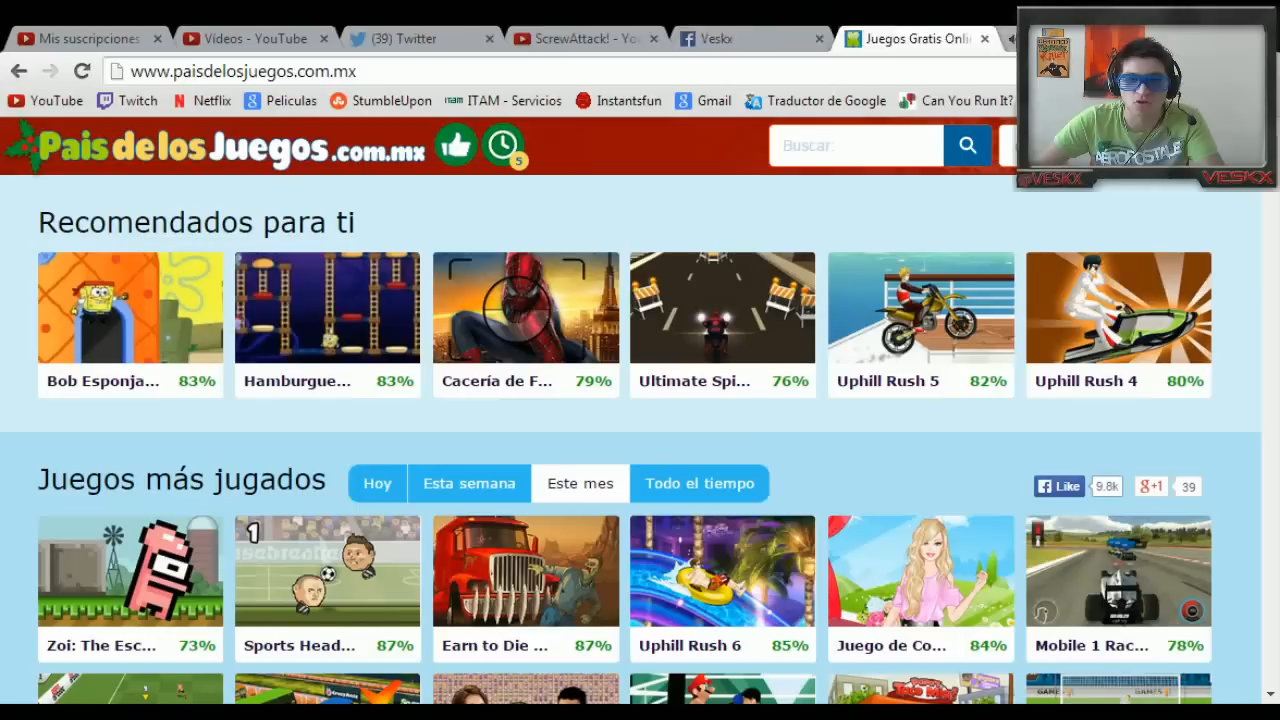 Mis suscripciones
Vídeos - YouTube
(39) Twitter
ScrewAttack! - Yo
Veskx
Juegos Gratis Onli
www.paisdelosjuegos.com.mx
YouTube
Twitch
Netflix
Peliculas
StumbleUpon
ITAM - Servicios
Instantsfun
Gmail
Traductor de Google
Can You Run It?
AÉROPOSTALE
@VESKX
VESKX
PaisdelosJuegos.com.mx
5
Buscar:
Recomendados para ti
Bob Esponja... 83%
Hamburgue... 83%
Cacería de F... 79%
Ultimate Spi... 76%
Uphill Rush 5 82%
Uphill Rush 4 80%
Juegos más jugados
Hoy
Esta semana
Este mes
Todo el tiempo
Like
9.8k
g+1
39
1
Zoi: The Esc... 73%
Sports Head... 87%
Earn to Die ... 87%
Uphill Rush 6 85%
Juego de Co... 84%
Mobile 1 Rac... 78%